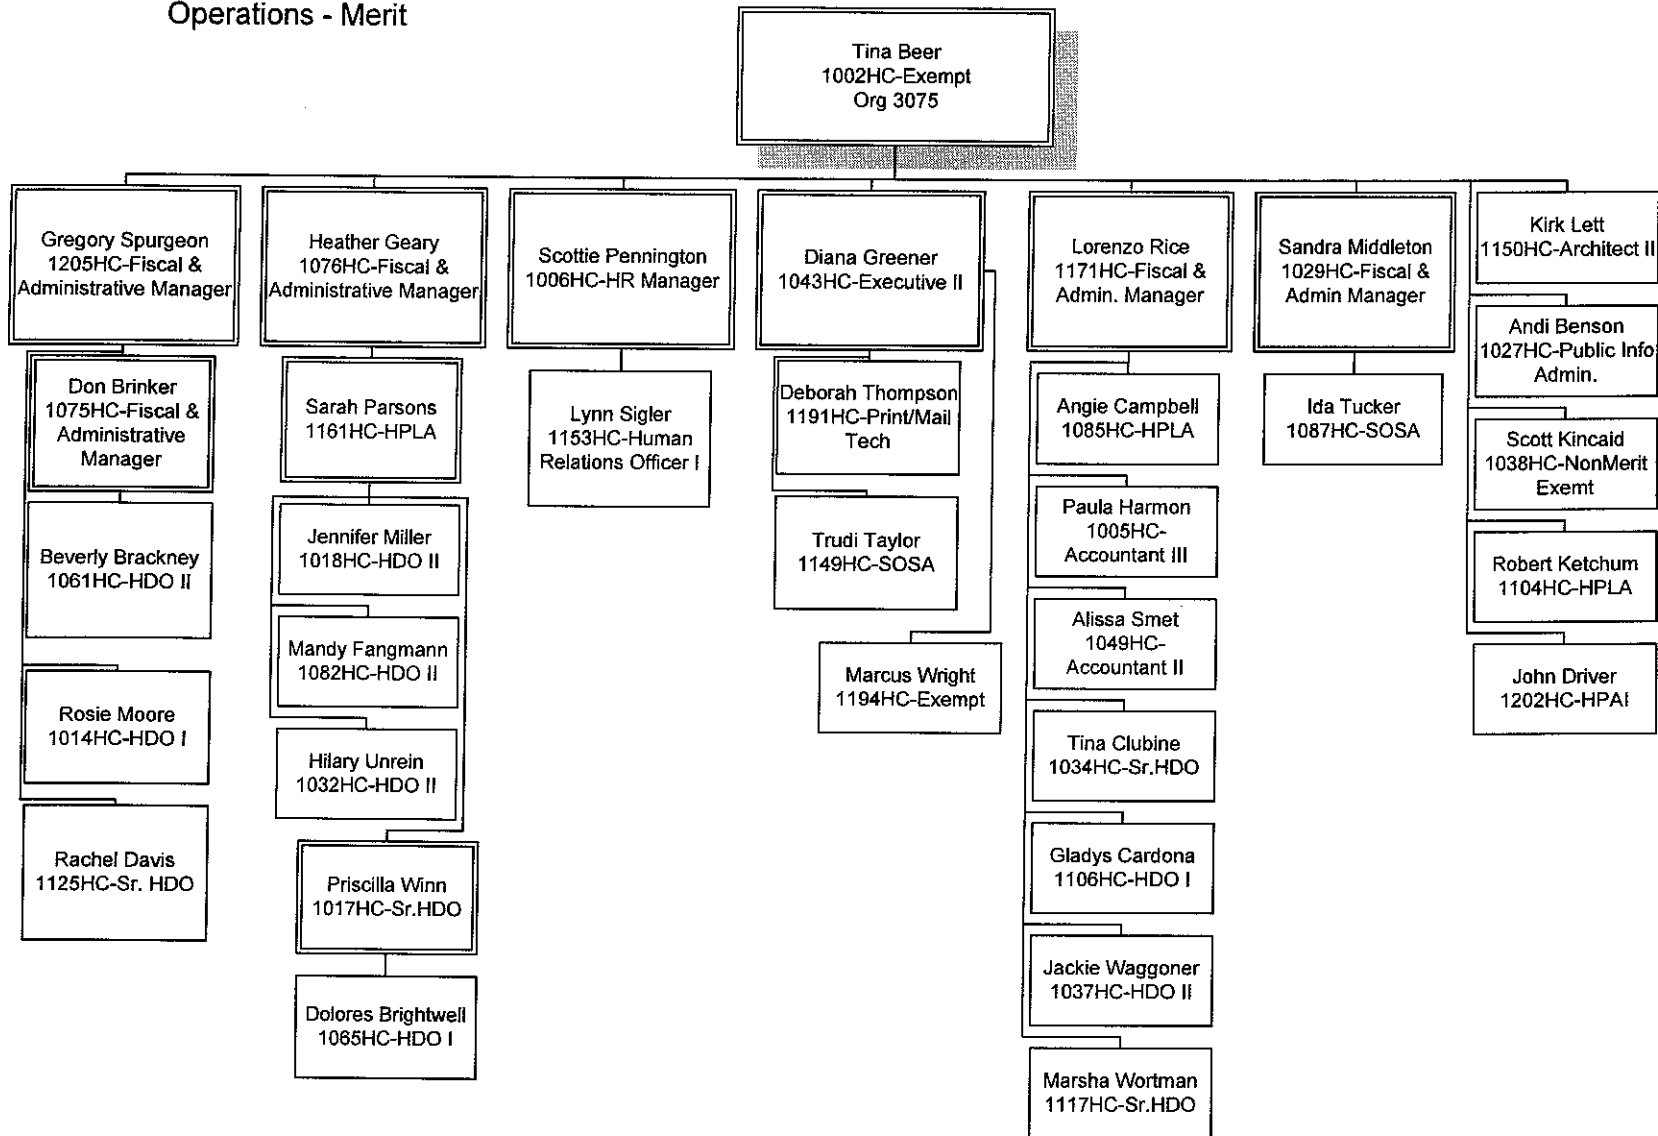 Operations - Merit
Tina Beer
1002HC-Exempt
Org 3075
Gregory Spurgeon
1205HC-Fiscal &
Administrative Manager
Heather Geary
1076HC-Fiscal &
Administrative Manager
Scottie Pennington
1006HC-HR Manager
Diana Greener
1043HC-Executive II
Lorenzo Rice
1171HC-Fiscal &
Admin. Manager
Sandra Middleton
1029HC-Fiscal &
Admin Manager
Kirk Lett
1150HC-Architect II
Andi Benson
1027HC-Public Info
Admin.
Scott Kincaid
1038HC-NonMerit
Exemt
Robert Ketchum
1104HC-HPLA
John Driver
1202HC-HPAI
Don Brinker
1075HC-Fiscal &
Administrative
Manager
Beverly Brackney
1061HC-HDO II
Rosie Moore
1014HC-HDO I
Rachel Davis
1125HC-Sr. HDO
Sarah Parsons
1161HC-HPLA
Jennifer Miller
1018HC-HDO II
Mandy Fangmann
1082HC-HDO II
Hilary Unrein
1032HC-HDO II
Priscilla Winn
1017HC-Sr.HDO
Dolores Brightwell
1065HC-HDO I
Lynn Sigler
1153HC-Human
Relations Officer I
Deborah Thompson
1191HC-Print/Mail
Tech
Trudi Taylor
1149HC-SOSA
Marcus Wright
1194HC-Exempt
Angie Campbell
1085HC-HPLA
Paula Harmon
1005HC-
Accountant III
Alissa Smet
1049HC-
Accountant II
Tina Clubine
1034HC-Sr.HDO
Gladys Cardona
1106HC-HDO I
Jackie Waggoner
1037HC-HDO II
Marsha Wortman
1117HC-Sr.HDO
Ida Tucker
1087HC-SOSA